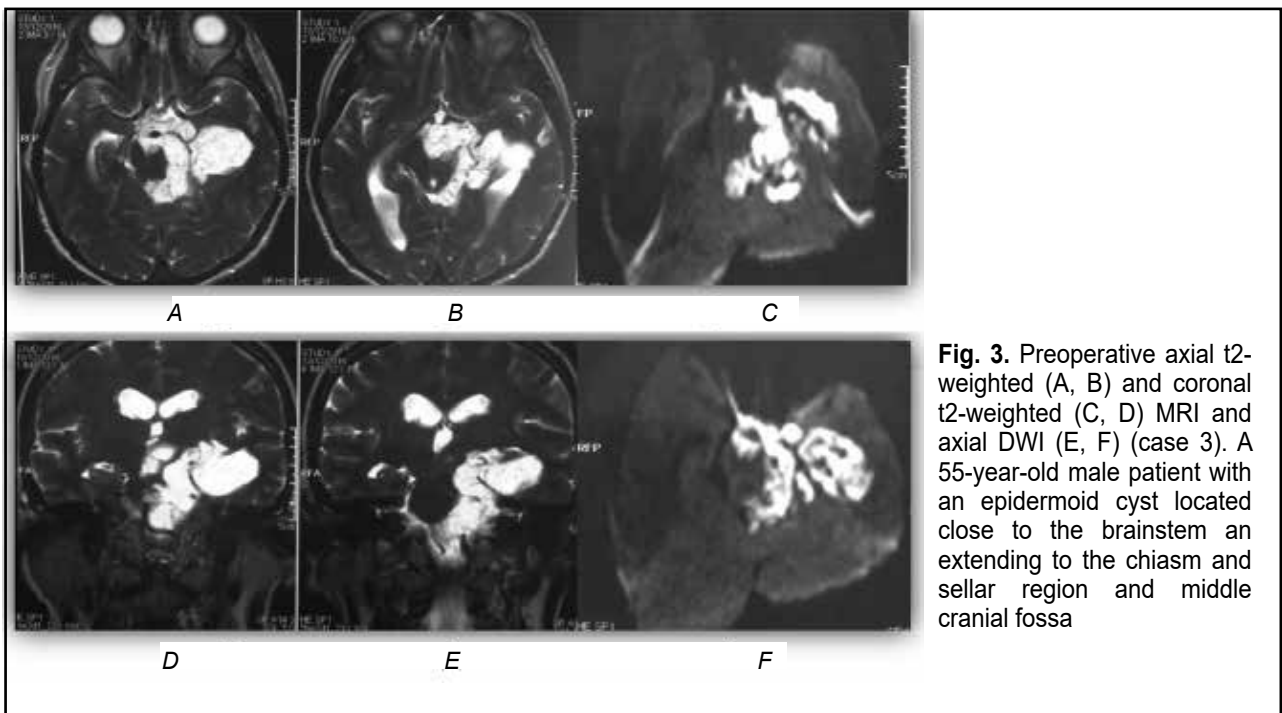 A
B
C
D
E
F
Fig. 3. Preoperative axial t2-
weighted (A, B) and coronal
t2-weighted (C, D) MRI and
axial DWI (E, F) (case 3). A
55-year-old male patient with
an epidermoid cyst located
close to the brainstem an
extending to the chiasm and
sellar region and middle
cranial fossa